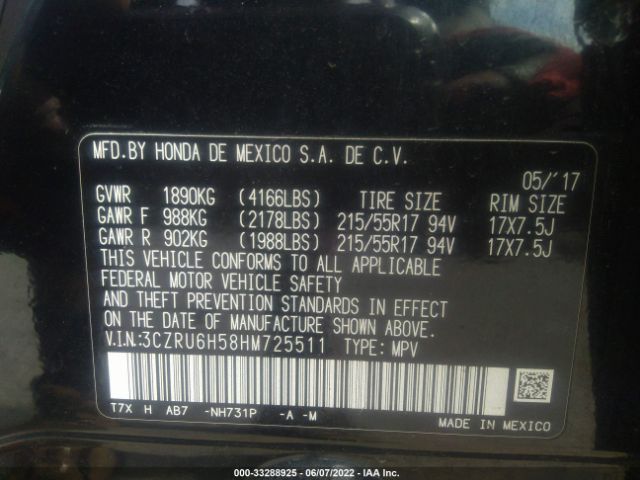 MFD.BY HONDA DE MEXICO S.A. DE C.V.
05/'17
GVWR 1890KG (4166LBS) TIRE SIZE RIM SIZE
GAWR F 988KG (2178LBS) 215/55R17 94V 17X7.5J
GAWR R 902KG (1988LBS) 215/55R17 94V 17X7.5J
THIS VEHICLE CONFORMS TO ALL APPLICABLE
FEDERAL MOTOR VEHICLE SAFETY
AND THEFT PREVENTION STANDARDS IN EFFECT
ON THE DATE OF MANUFACTURE SHOWN ABOVE.
V.I.N:3CZRU6H58HM725511 TYPE: MPV
T7X H AB7 -NH731P -A -M
MADE IN MEXICO
000-33288925 - 06/07/2022 - IAA Inc.